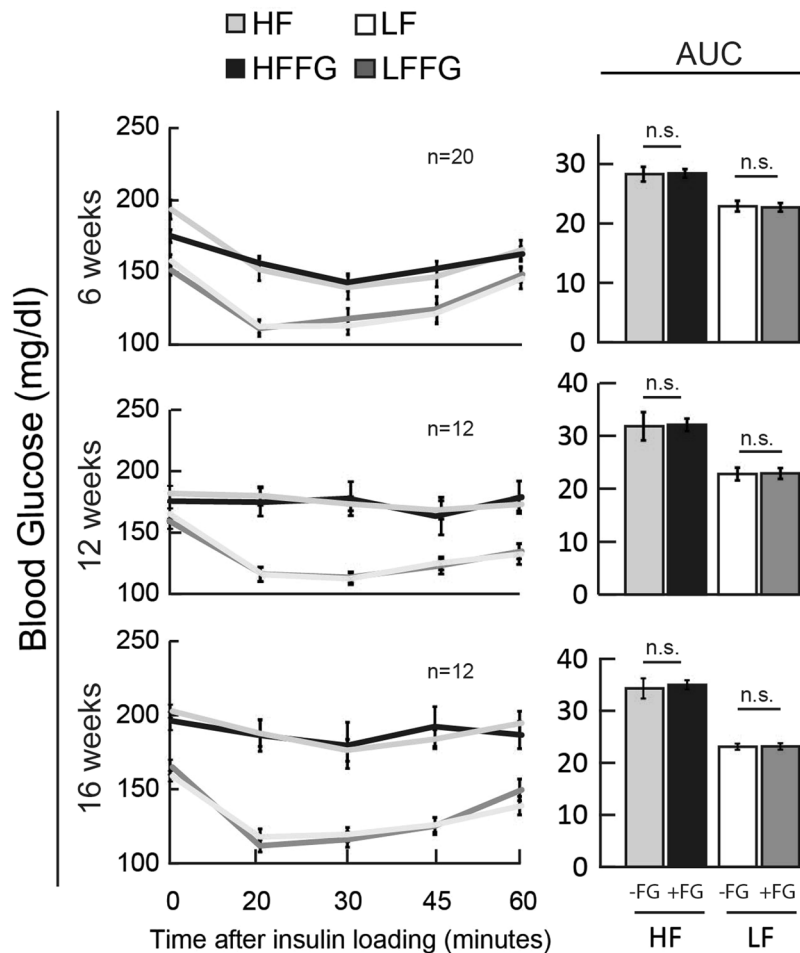 HF LF
HFFG LFFG
AUC
Blood Glucose (mg/dl)
6 weeks
250
200
150
100
n=20
30
20
10
0
n.s.
n.s.
12 weeks
250
200
150
100
n=12
40
30
20
10
0
n.s.
n.s.
16 weeks
250
200
150
100
n=12
40
30
20
10
0
n.s.
n.s.
0 20 30 45 60
Time after insulin loading (minutes)
-FG +FG -FG +FG
HF LF